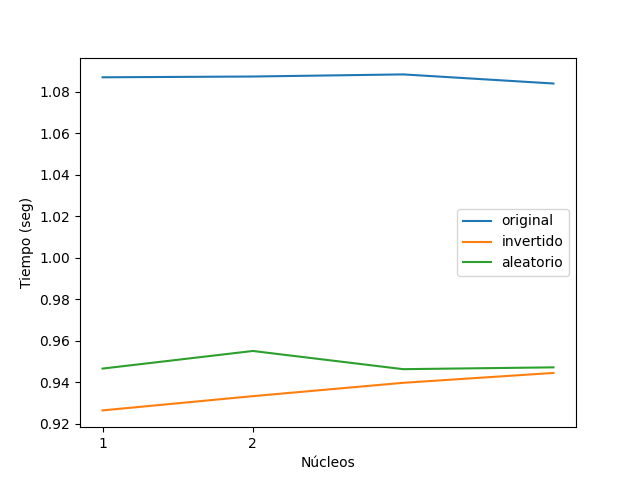 1.08
1.06
1.04
1.02
1.00
0.98
0.96
0.94
0.92
Tiempo (seg)
original
invertido
aleatorio
1 2
Núcleos